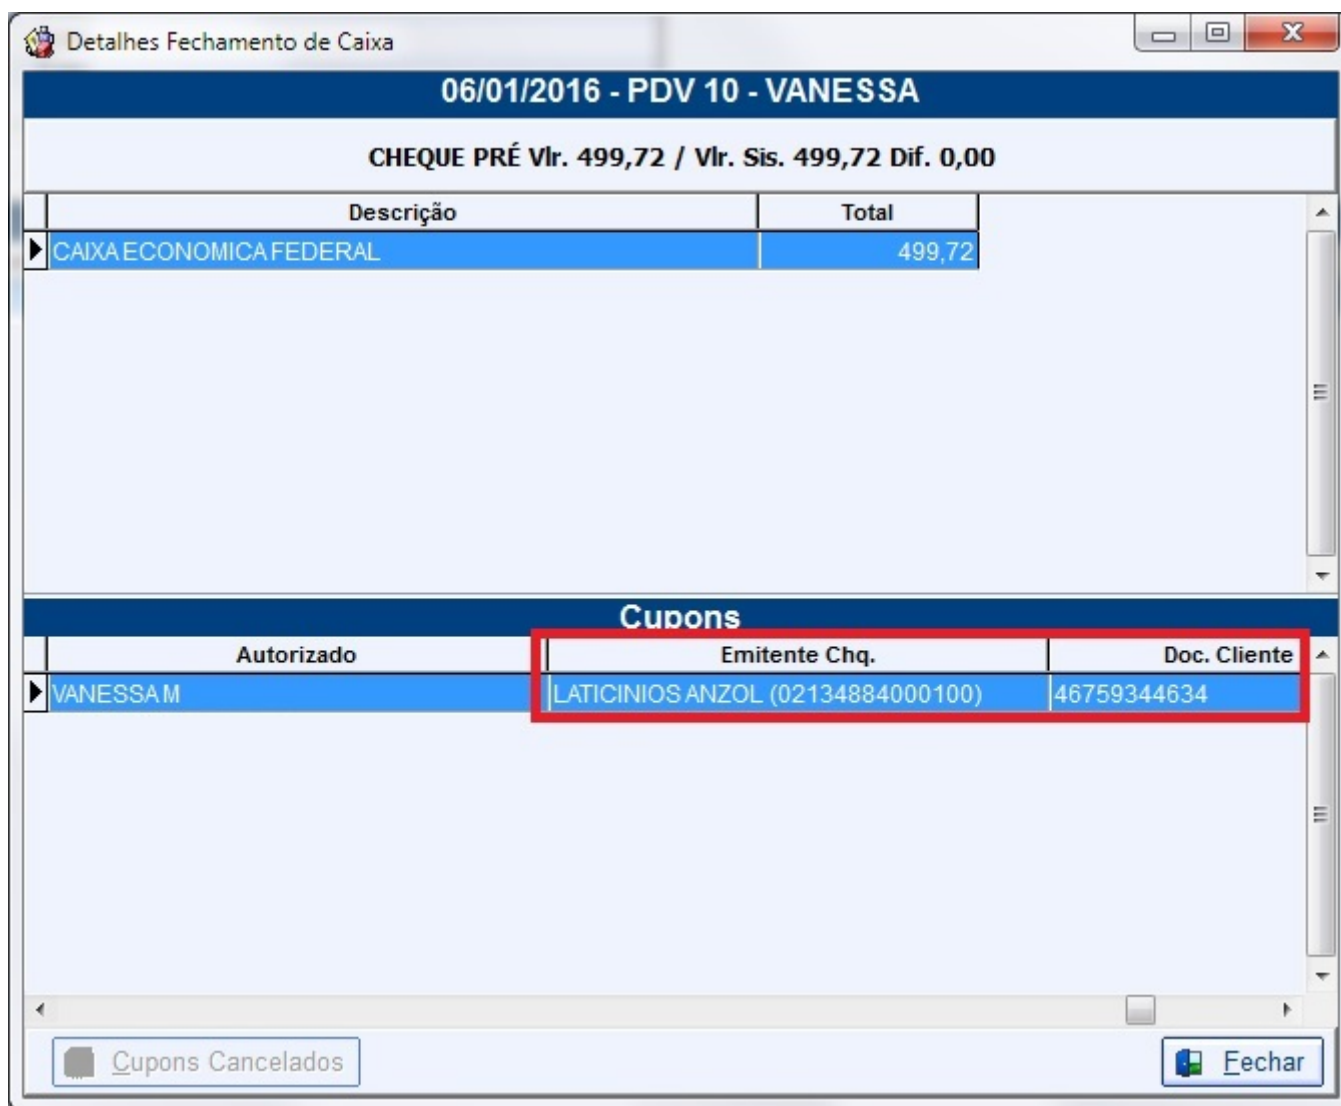 Detalhes Fechamento de Caixa
06/01/2016 - PDV 10 - VANESSA
CHEQUE PRÉ Vlr. 499,72 / Vlr. Sis. 499,72 Dif. 0,00
Descrição Total
CAIXA ECONOMICA FEDERAL 499,72
Cupons
Autorizado Emitente Chq. Doc. Cliente
VANESSA M LATICINIOS ANZOL (02134884000100) 46759344634
Cupons Cancelados Fechar